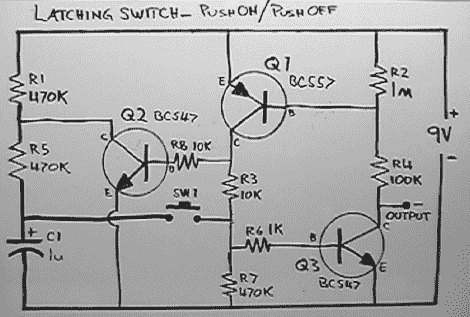 LATCHING SWITCH - PUSH ON / PUSH OFF
R1
470K
R5
470K
+
C1
1u
Q2
BC547
C
E
B
R8 10K
SW1
Q1
BC557
E
B
C
R3
10K
R6 1K
R7
470K
B
Q3
BC547
C
E
R2
1M
R4
100K
-
OUTPUT
+
9V
-